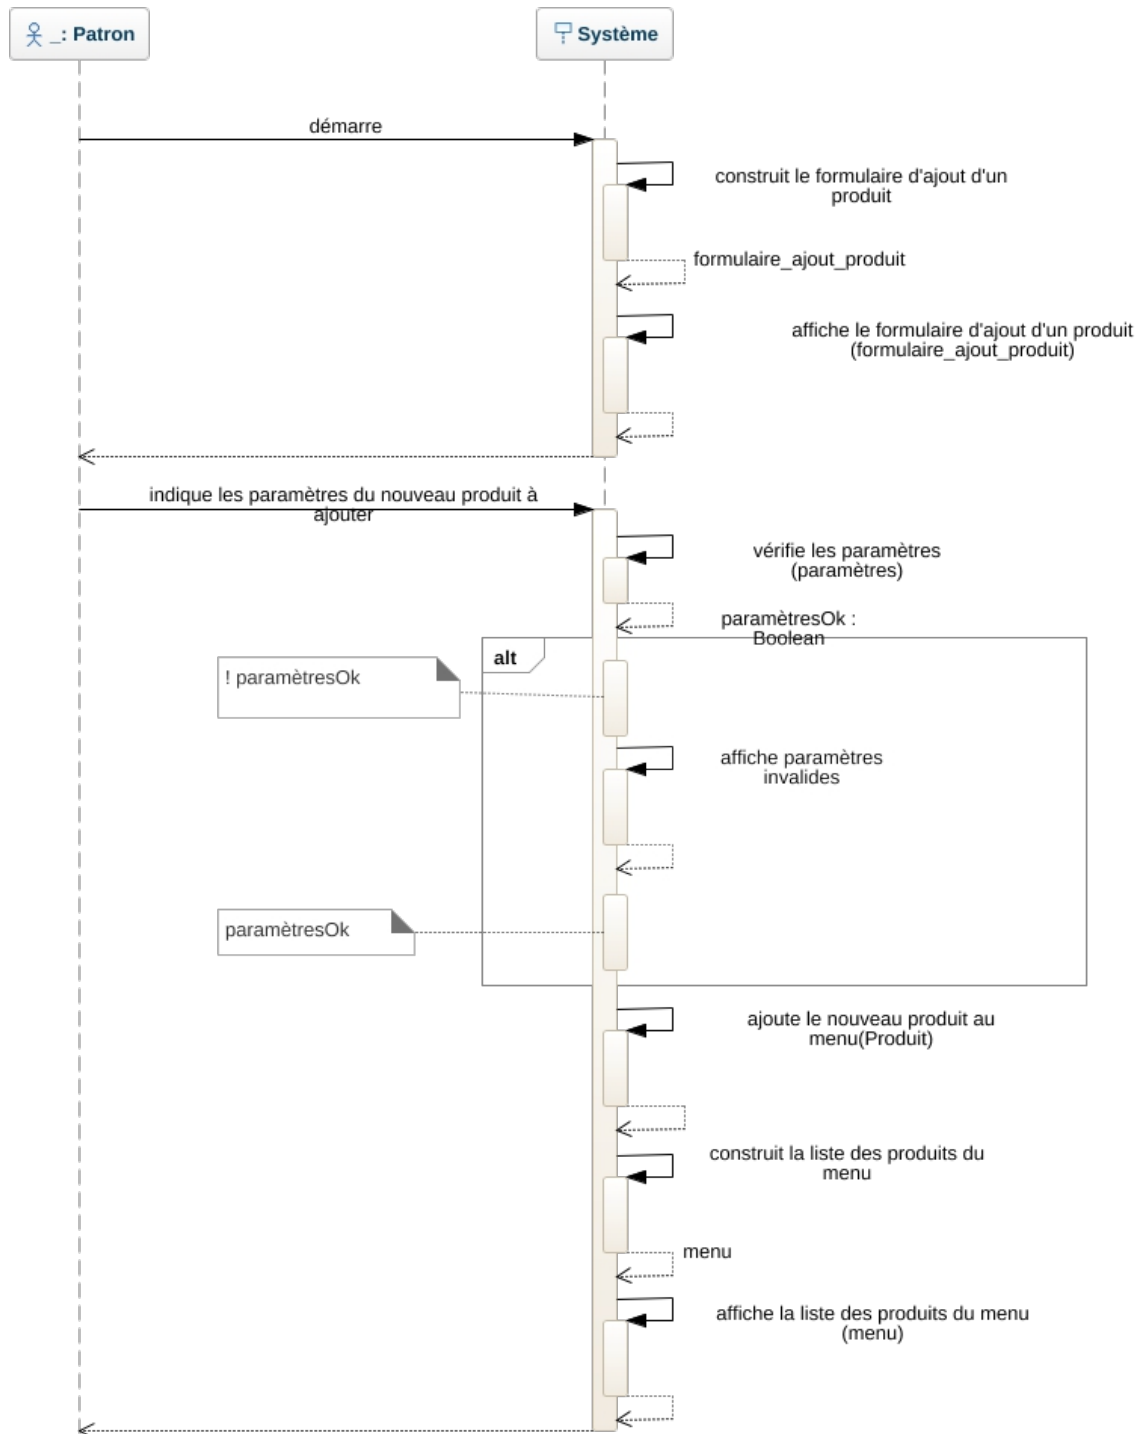 _: Patron
Système
démarre
construit le formulaire d'ajout d'un
produit
formulaire_ajout_produit
affiche le formulaire d'ajout d'un produit
(formulaire_ajout_produit)
indique les paramètres du nouveau produit à
ajouter
vérifie les paramètres
(paramètres)
paramètresOk :
Boolean
alt
! paramètresOk
affiche paramètres
invalides
paramètresOk
ajoute le nouveau produit au
menu(Produit)
construit la liste des produits du
menu
menu
affiche la liste des produits du menu
(menu)